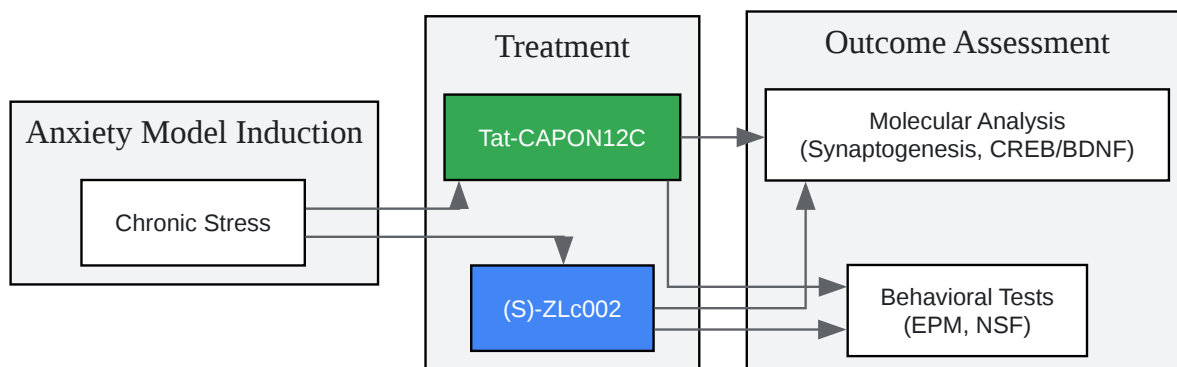 Anxiety Model Induction
Chronic Stress
Treatment
Tat-CAPON12C
(S)-ZLc002
Outcome Assessment
Molecular Analysis
(Synaptogenesis, CREB/BDNF)
Behavioral Tests
(EPM, NSF)